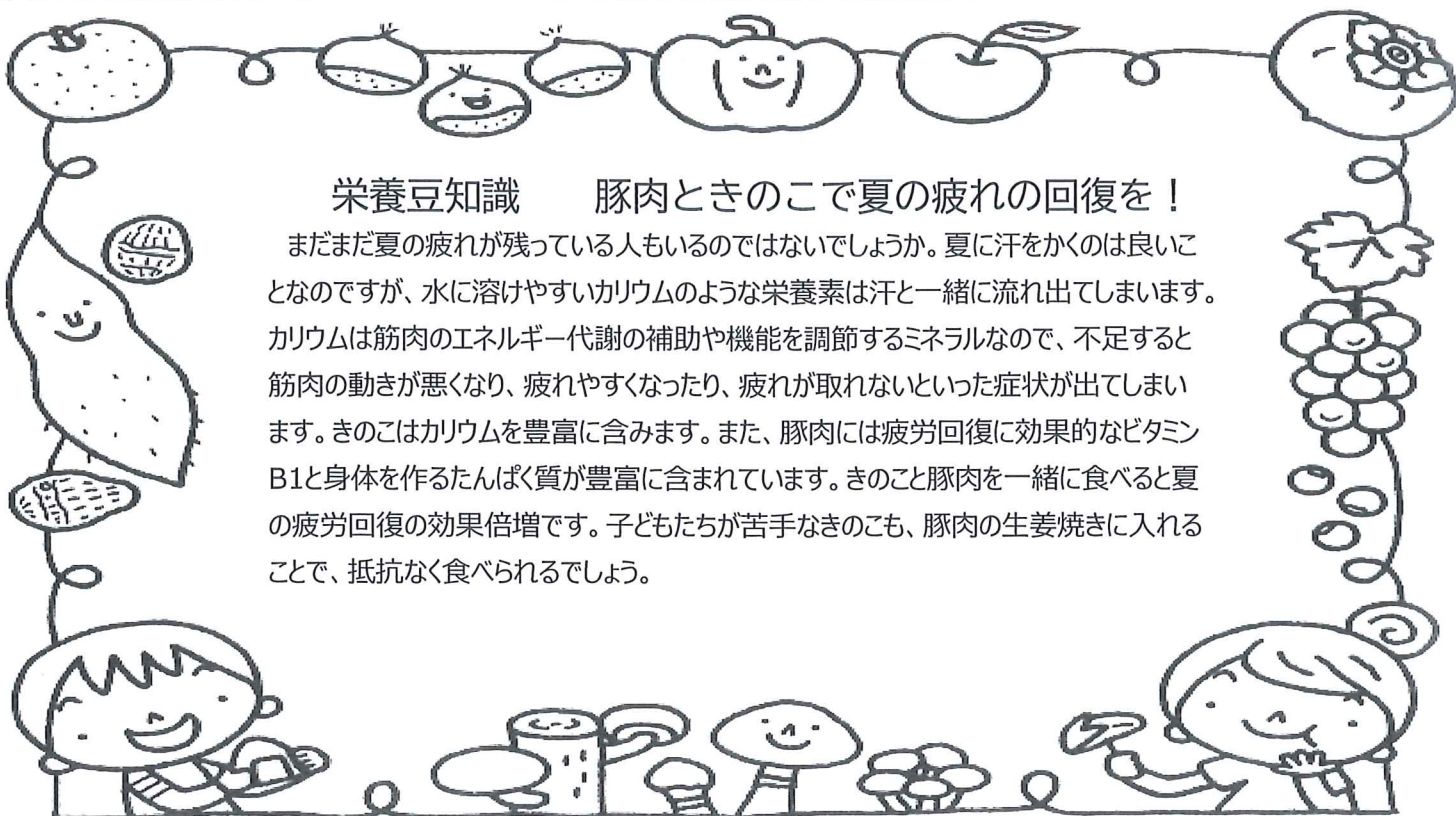 栄養豆知識　　豚肉ときのこで夏の疲れの回復を！
まだまだ夏の疲れが残っている人もいるのではないでしょうか。夏に汗をかくのは良いこ
となのですが、水に溶けやすいカリウムのような栄養素は汗と一緒に流れ出てしまいます。
カリウムは筋肉のエネルギー代謝の補助や機能を調節するミネラルなので、不足すると
筋肉の動きが悪くなり、疲れやすくなったり、疲れが取れないといった症状が出てしまい
ます。きのこはカリウムを豊富に含みます。また、豚肉には疲労回復に効果的なビタミン
B1と身体を作るたんぱく質が豊富に含まれています。きのこと豚肉を一緒に食べると夏
の疲労回復の効果倍増です。子どもたちが苦手なきのこも、豚肉の生姜焼きに入れる
ことで、抵抗なく食べられるでしょう。